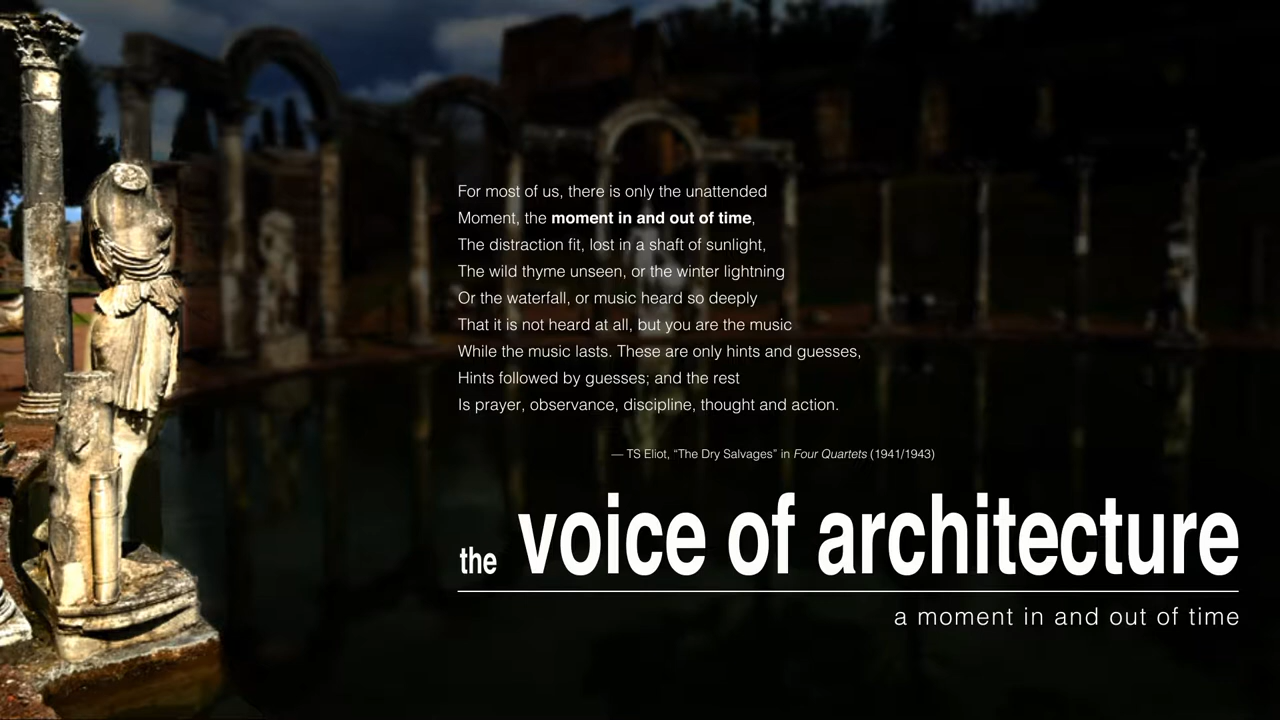 For most of us, there is only the unattended
Moment, the moment in and out of time,
The distraction fit, lost in a shaft of sunlight,
The wild thyme unseen, or the winter lightning
Or the waterfall, or music heard so deeply
That it is not heard at all, but you are the music
While the music lasts. These are only hints and guesses,
Hints followed by guesses; and the rest
Is prayer, observance, discipline, thought and action.
— TS Eliot, “The Dry Salvages” in Four Quartets (1941/1943)
the voice of architecture
a moment in and out of time